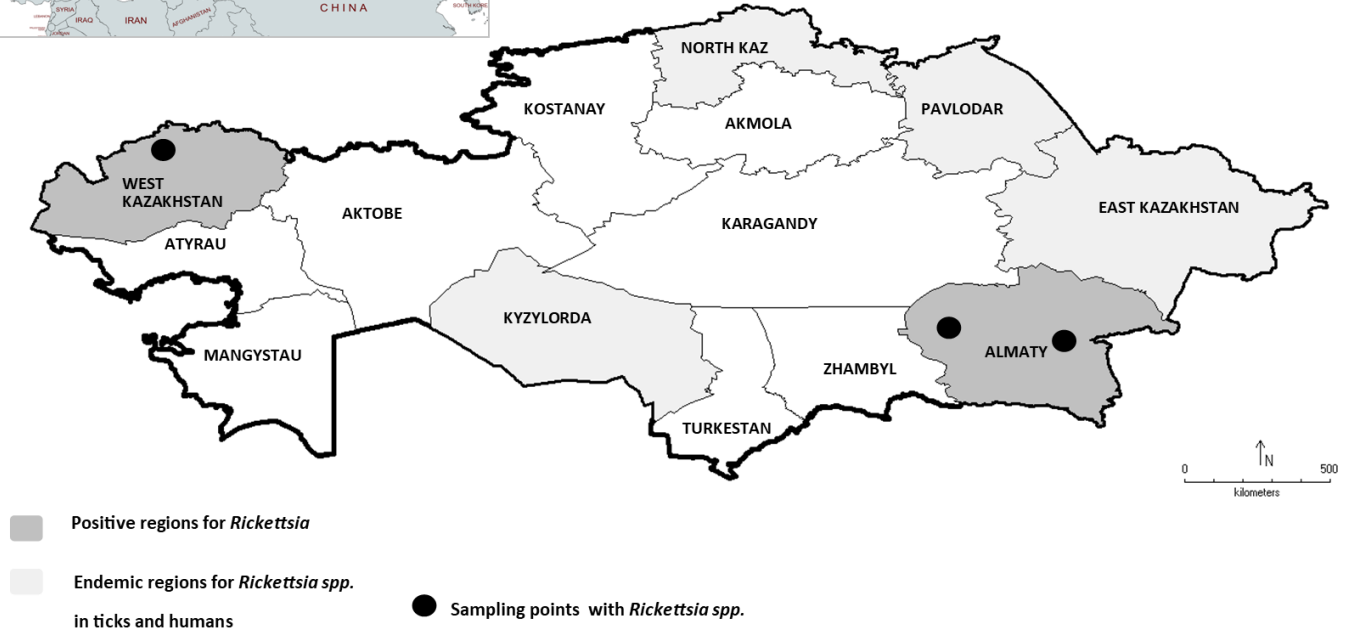 SYRIA
IRAQ
IRAN
AFGHANISTAN
CHINA
SOUTH KORE
NORTH KAZ
KOSTANAY
AKMOLA
PAVLODAR
WEST
KAZAKHSTAN
AKTOBE
ATYRAU
KARAGANDY
EAST KAZAKHSTAN
KYZYLORDA
MANGYSTAU
ZHAMBYL
ALMATY
TURKESTAN
N
0 500
kilometers
Positive regions for Rickettsia
Endemic regions for Rickettsia spp.
in ticks and humans
Sampling points with Rickettsia spp.